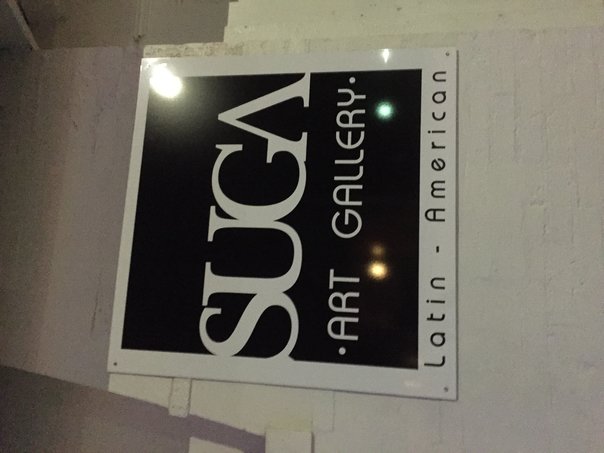 SUGA
·ART GALLERY·
Latin - American